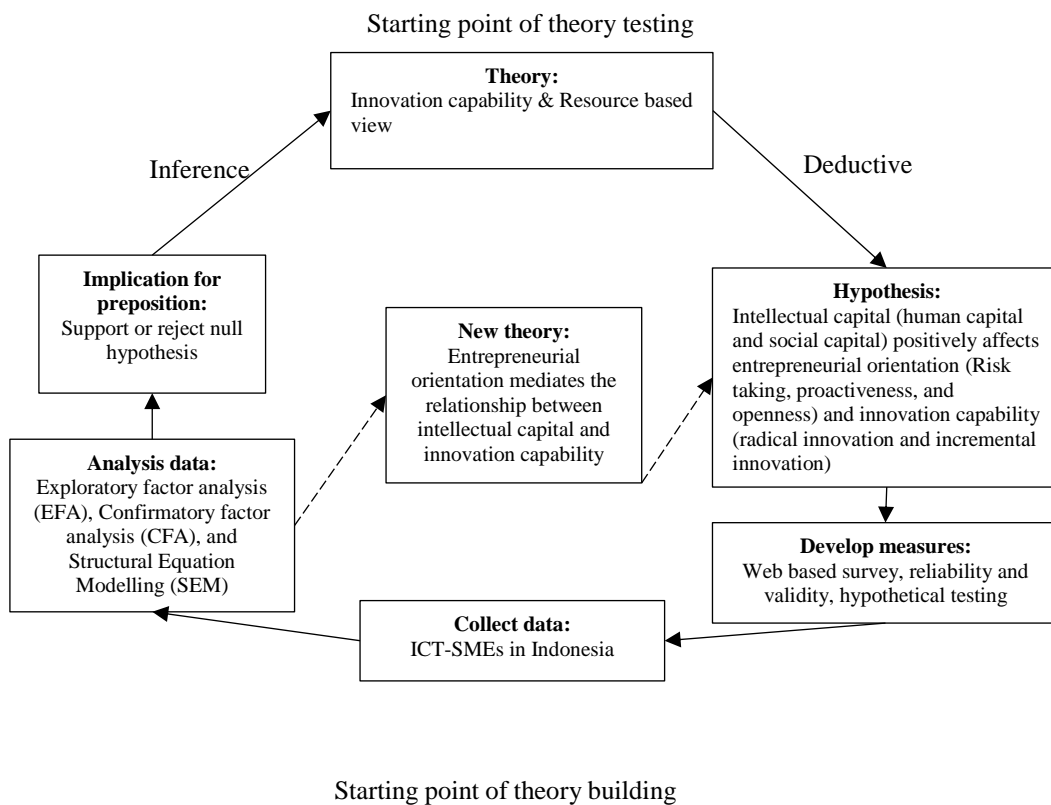 Starting point of theory testing
Theory:
Innovation capability & Resource based
view
Inference
Deductive
Implication for
preposition:
Support or reject null
hypothesis
New theory:
Entrepreneurial
orientation mediates the
relationship between
intellectual capital and
innovation capability
Hypothesis:
Intellectual capital (human capital
and social capital) positively affects
entrepreneurial orientation (Risk
taking, proactiveness, and
openness) and innovation capability
(radical innovation and incremental
innovation)
Analysis data:
Exploratory factor analysis
(EFA), Confirmatory factor
analysis (CFA), and
Structural Equation
Modelling (SEM)
Develop measures:
Web based survey, reliability and
validity, hypothetical testing
Collect data:
ICT-SMEs in Indonesia
Starting point of theory building